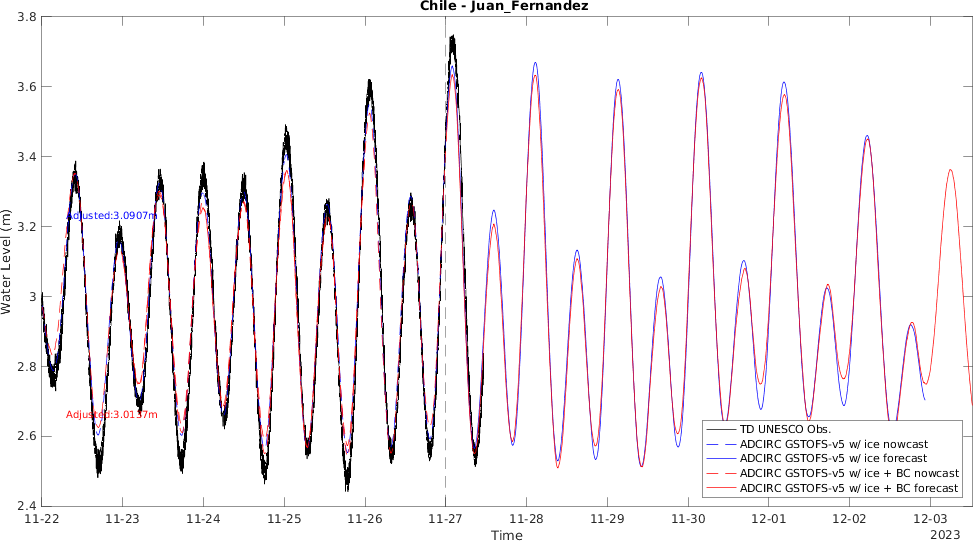 Chile - Juan_Fernandez
3.8
3.6
3.4
3.2
3
2.8
2.6
2.4
Water Level (m)
Adjusted:3.0907m
Adjusted:3.0137m
TD UNESCO Obs.
ADCIRC GSTOFS-v5 w/ ice nowcast
ADCIRC GSTOFS-v5 w/ ice forecast
ADCIRC GSTOFS-v5 w/ ice + BC nowcast
ADCIRC GSTOFS-v5 w/ ice + BC forecast
11-22 11-23 11-24 11-25 11-26 11-27 11-28 11-29 11-30 12-01 12-02 12-03
Time
2023